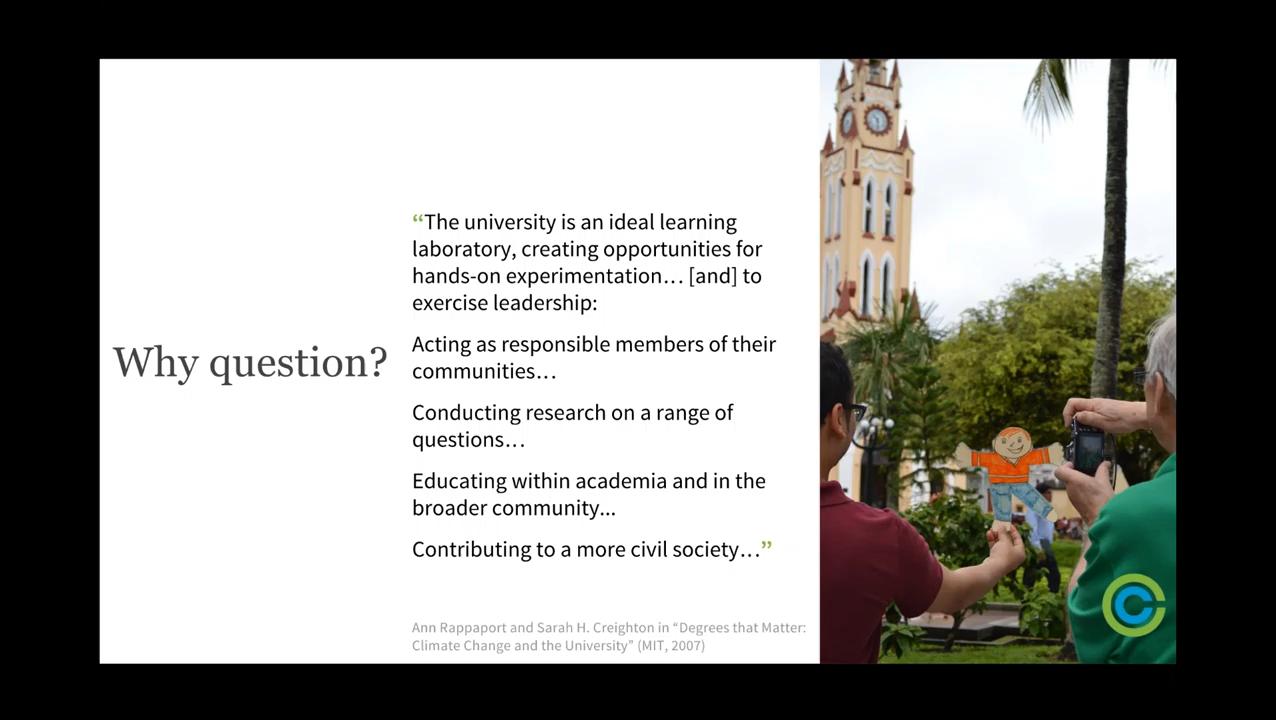 Why question?
“The university is an ideal learning
laboratory, creating opportunities for
hands-on experimentation… [and] to
exercise leadership:
Acting as responsible members of their
communities…
Conducting research on a range of
questions…
Educating within academia and in the
broader community...
Contributing to a more civil society…”
Ann Rappaport and Sarah H. Creighton in “Degrees that Matter:
Climate Change and the University” (MIT, 2007)